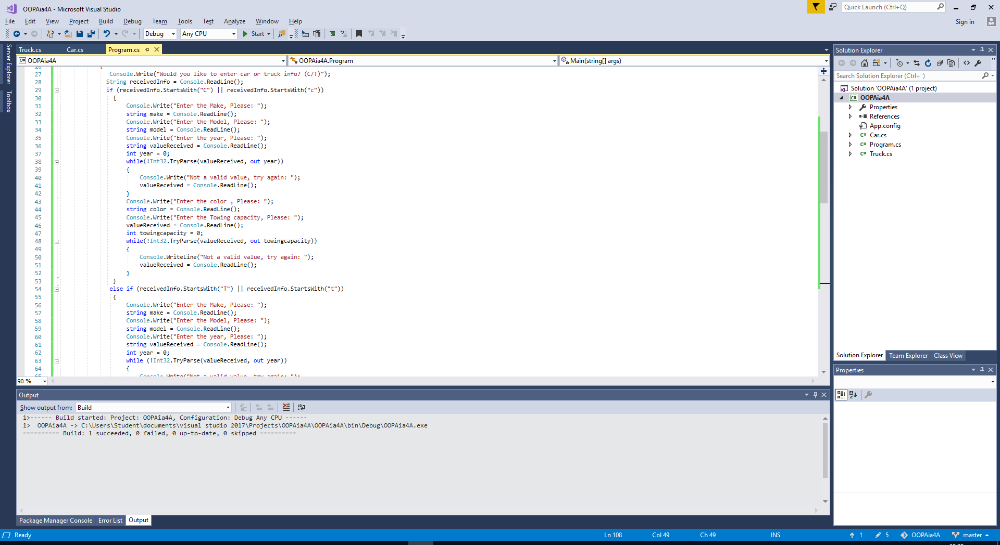 OOPAia4A - Microsoft Visual Studio
Quick Launch (Ctrl+Q)
File Edit View Project Build Debug Team Tools Test Analyze Window Help
Sign in
Debug Any CPU Start
Server Explorer
Toolbox
Truck.cs Car.cs Program.cs
OOPAia4A OOPAia4A.Program Main(string[] args)
27 Console.Write("Would you like to enter car or truck info? (C/T)");
28 String receivedInfo = Console.ReadLine();
29 if (receivedInfo.StartsWith("C") || receivedInfo.StartsWith("c"))
30 {
31 Console.Write("Enter the Make, Please: ");
32 string make = Console.ReadLine();
33 Console.Write("Enter the Model, Please: ");
34 string model = Console.ReadLine();
35 Console.Write("Enter the year, Please: ");
36 string valueReceived = Console.ReadLine();
37 int year = 0;
38 while(!Int32.TryParse(valueReceived, out year))
39 {
40 Console.Write("Not a valid value, try again: ");
41 valueReceived = Console.ReadLine();
42 }
43 Console.Write("Enter the color , Please: ");
44 string color = Console.ReadLine();
45 Console.Write("Enter the Towing capacity, Please: ");
46 valueReceived = Console.ReadLine();
47 int towingcapacity = 0;
48 while(!Int32.TryParse(valueReceived, out towingcapacity))
49 {
50 Console.WriteLine("Not a valid value, try again: ");
51 valueReceived = Console.ReadLine();
52 }
53 }
54 else if (receivedInfo.StartsWith("T") || receivedInfo.StartsWith("t"))
55 {
56 Console.Write("Enter the Make, Please: ");
57 string make = Console.ReadLine();
58 Console.Write("Enter the Model, Please: ");
59 string model = Console.ReadLine();
60 Console.Write("Enter the year, Please: ");
61 string valueReceived = Console.ReadLine();
62 int year = 0;
63 while (!Int32.TryParse(valueReceived, out year))
64 {
90 %
Output
Show output from: Build
1>------ Build started: Project: OOPAia4A, Configuration: Debug Any CPU ------
1> OOPAia4A -> C:\Users\Student\documents\visual studio 2017\Projects\OOPAia4A\OOPAia4A\bin\Debug\OOPAia4A.exe
========== Build: 1 succeeded, 0 failed, 0 up-to-date, 0 skipped ==========
Package Manager Console Error List Output
Solution Explorer
Search Solution Explorer (Ctrl+¨)
Solution 'OOPAia4A' (1 project)
C# OOPAia4A
Properties
References
App.config
C# Car.cs
C# Program.cs
C# Truck.cs
Solution Explorer Team Explorer Class View
Properties
Ready Ln 108 Col 49 Ch 49 INS 1 5 OOPAia4A master